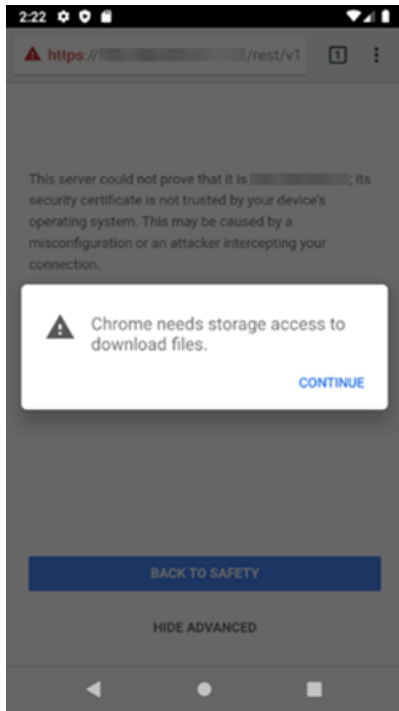 2:22
https:// /rest/v1 1
This server could not prove that it is ; its
security certificate is not trusted by your device's
operating system. This may be caused by a
misconfiguration or an attacker intercepting your
connection.
Chrome needs storage access to
download files.
CONTINUE
BACK TO SAFETY
HIDE ADVANCED